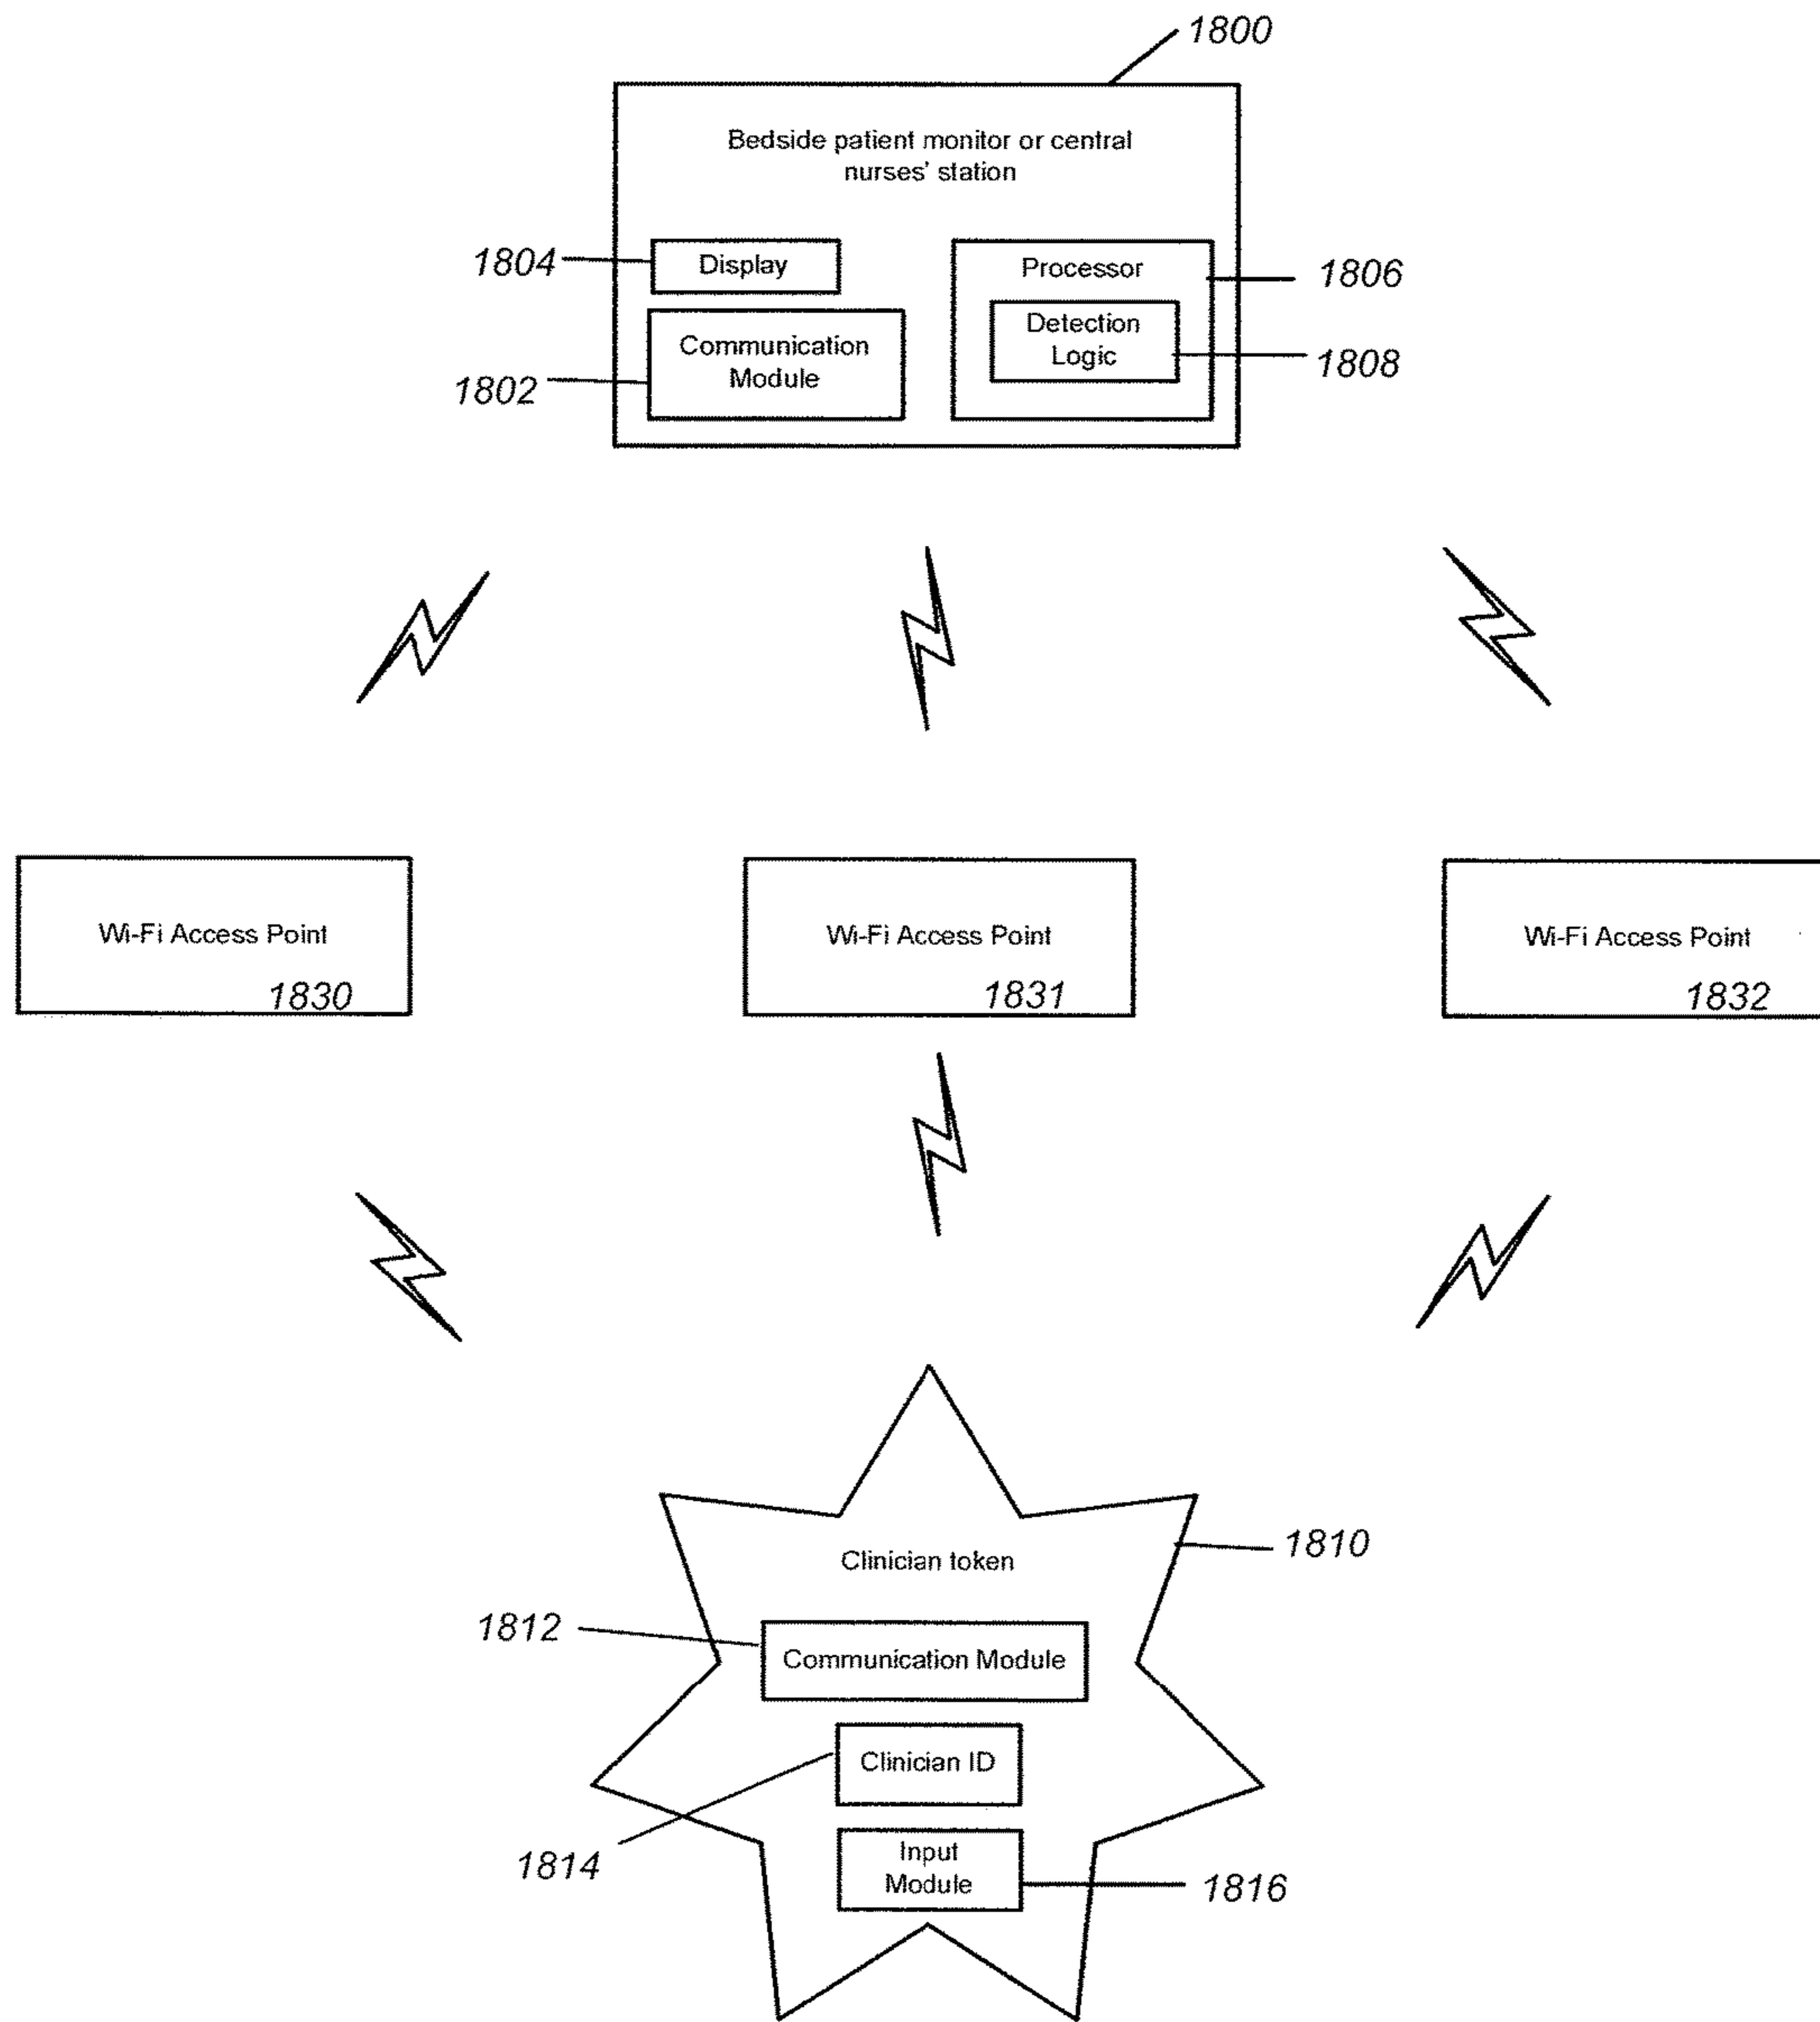 1800
Bedside patient monitor or central
nurses' station
1804
Display
Processor
1806
Detection
Logic
1808
Communication
Module
1802
Wi-Fi Access Point
1830
Wi-Fi Access Point
1831
Wi-Fi Access Point
1832
Clinician token
1810
1812
Communication Module
Clinician ID
1814
Input
Module
1816